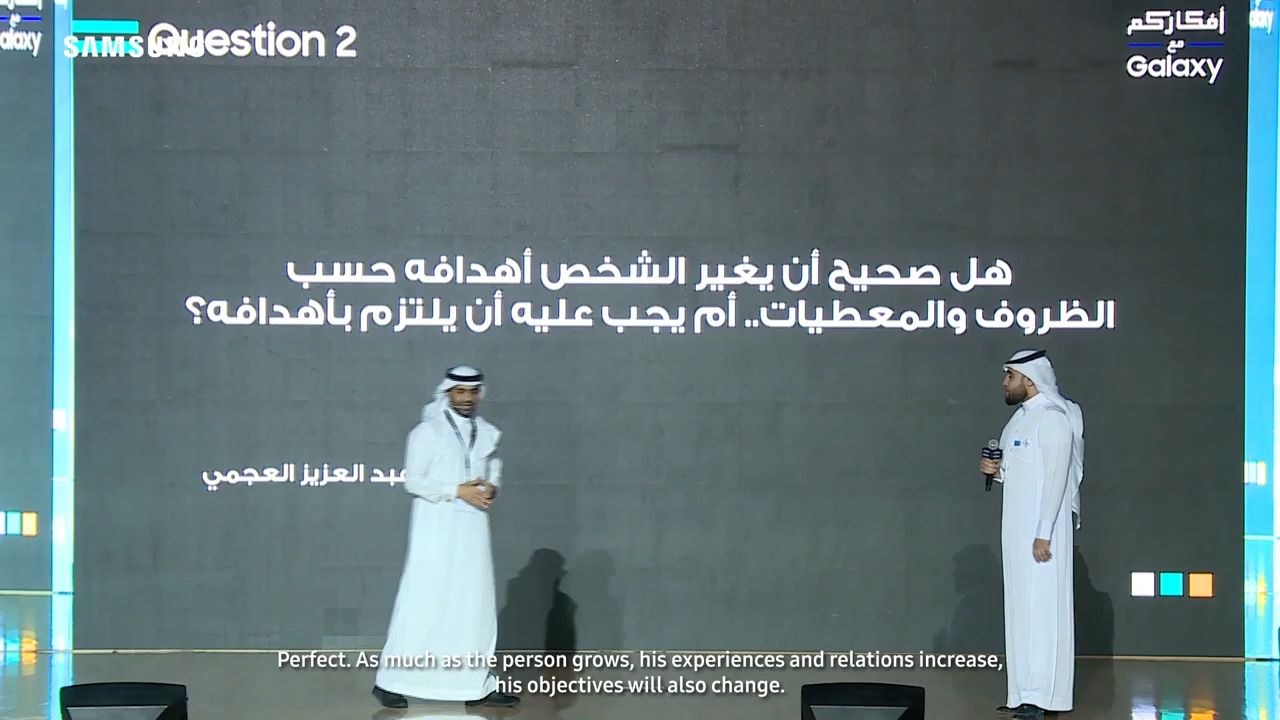 SAMSUNG
Question 2
أفكاركم
مع
Galaxy
هل صحيح أن يغير الشخص أهدافه حسب
الظروف والمعطيات.. أم يجب عليه أن يلتزم بأهدافه؟
عبد العزيز العجمي
Perfect. As much as the person grows, his experiences and relations increase,
his objectives will also change.